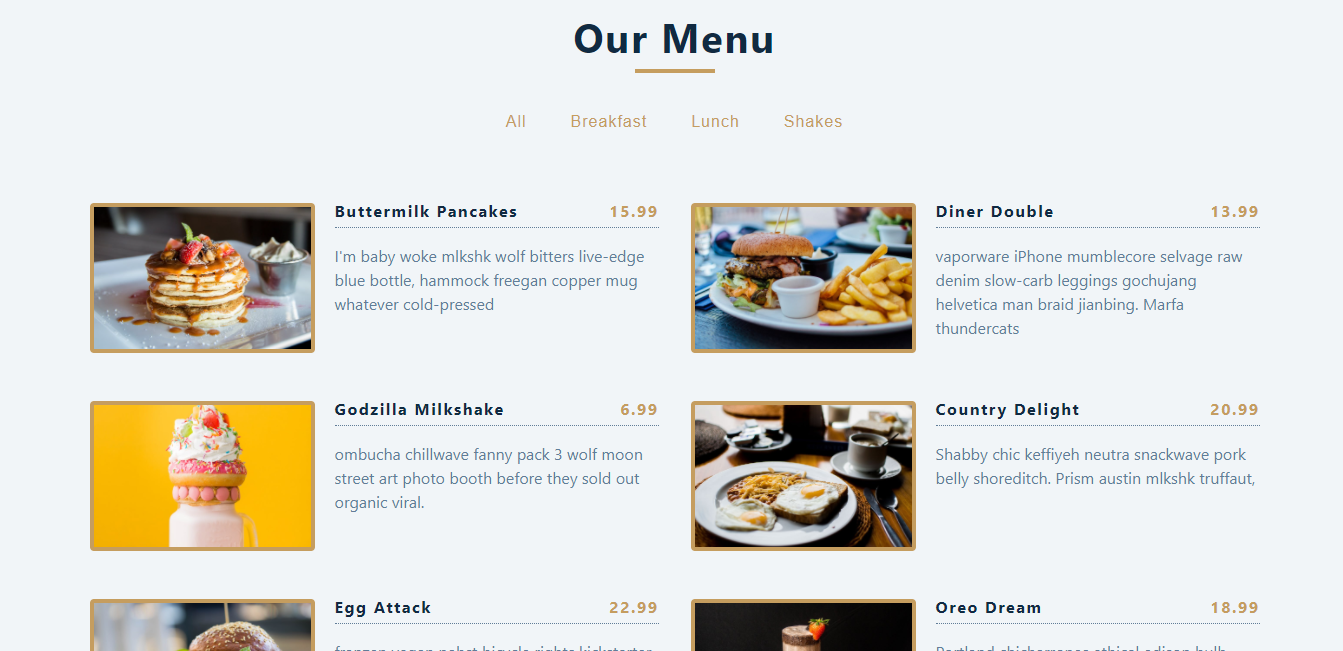 Our Menu
All Breakfast Lunch Shakes
Buttermilk Pancakes 15.99
I'm baby woke mlkshk wolf bitters live-edge
blue bottle, hammock freegan copper mug
whatever cold-pressed
Diner Double 13.99
vaporware iPhone mumblecore selvage raw
denim slow-carb leggings gochujang
helvetica man braid jianbing. Marfa
thundercats
Godzilla Milkshake 6.99
ombucha chillwave fanny pack 3 wolf moon
street art photo booth before they sold out
organic viral.
Country Delight 20.99
Shabby chic keffiyeh neutra snackwave pork
belly shoreditch. Prism austin mlkshk truffaut,
Egg Attack 22.99
Oreo Dream 18.99